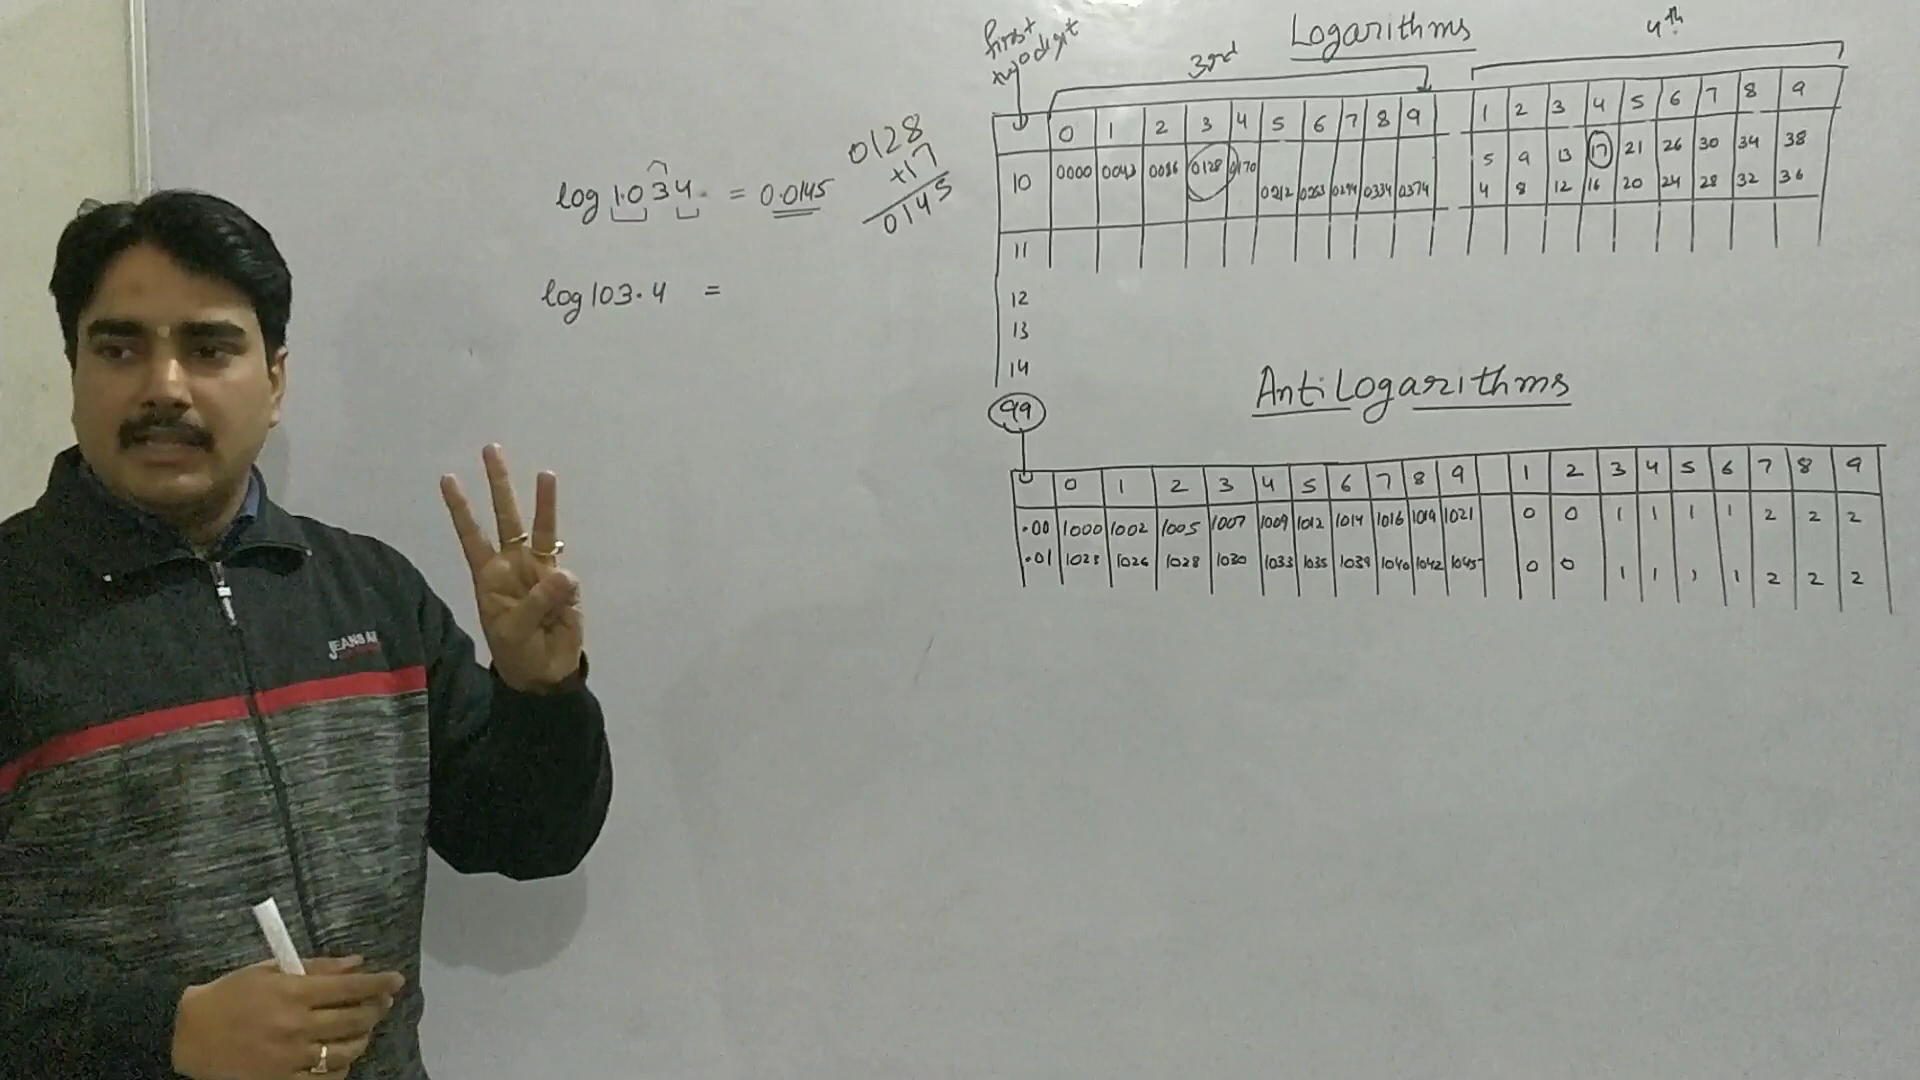 first
two digit
3rd
Logarithms
4th
0 1 2 3 4 5 6 7 8 9 1 2 3 4 5 6 7 8 9
10 0000 0043 0086 0128 0170 5 9 13 17 21 26 30 34 38
0212 0253 0294 0334 0374 4 8 12 16 20 24 28 32 36
11
12
13
14
99
log 1.034 = 0.0145
0128
+17
0145
log 103.4 =
AntiLogarithms
0 1 2 3 4 5 6 7 8 9 1 2 3 4 5 6 7 8 9
.00 1000 1002 1005 1007 1009 1012 1014 1016 1019 1021 0 0 1 1 1 1 2 2 2
.01 1023 1026 1028 1030 1033 1035 1038 1040 1042 1045 0 0 1 1 1 1 2 2 2
JEANS